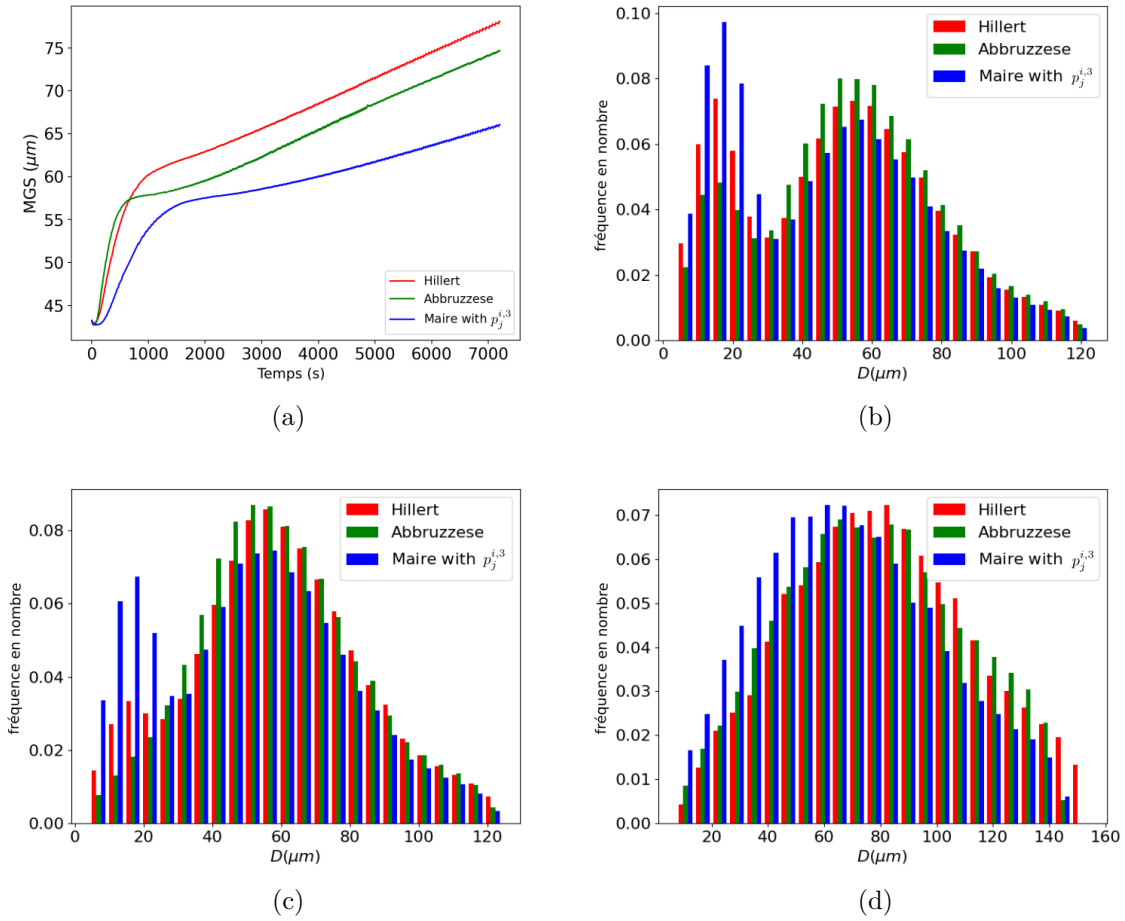 75
70
65
60
55
50
45
MGS (μm)
0 1000 2000 3000 4000 5000 6000 7000
Temps (s)
Hillert
Abbruzzese
Maire with $p_j^{i,3}$
(a)
0.10
0.08
0.06
0.04
0.02
0.00
fréquence en nombre
0 20 40 60 80 100 120
D(μm)
Hillert
Abbruzzese
Maire with $p_j^{i,3}$
(b)
0.08
0.06
0.04
0.02
0.00
fréquence en nombre
0 20 40 60 80 100 120
D(μm)
Hillert
Abbruzzese
Maire with $p_j^{i,3}$
(c)
0.07
0.06
0.05
0.04
0.03
0.02
0.01
0.00
fréquence en nombre
20 40 60 80 100 120 140 160
D(μm)
Hillert
Abbruzzese
Maire with $p_j^{i,3}$
(d)